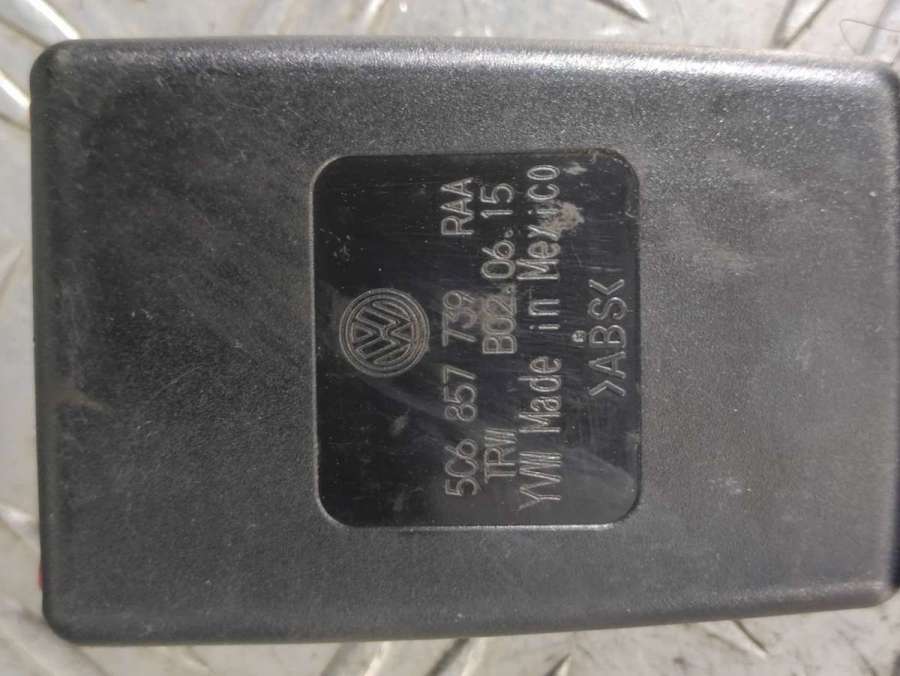 5C6 857 739 RAA
TRW B02.06.15
YVW Made in Mexico
>ABS<